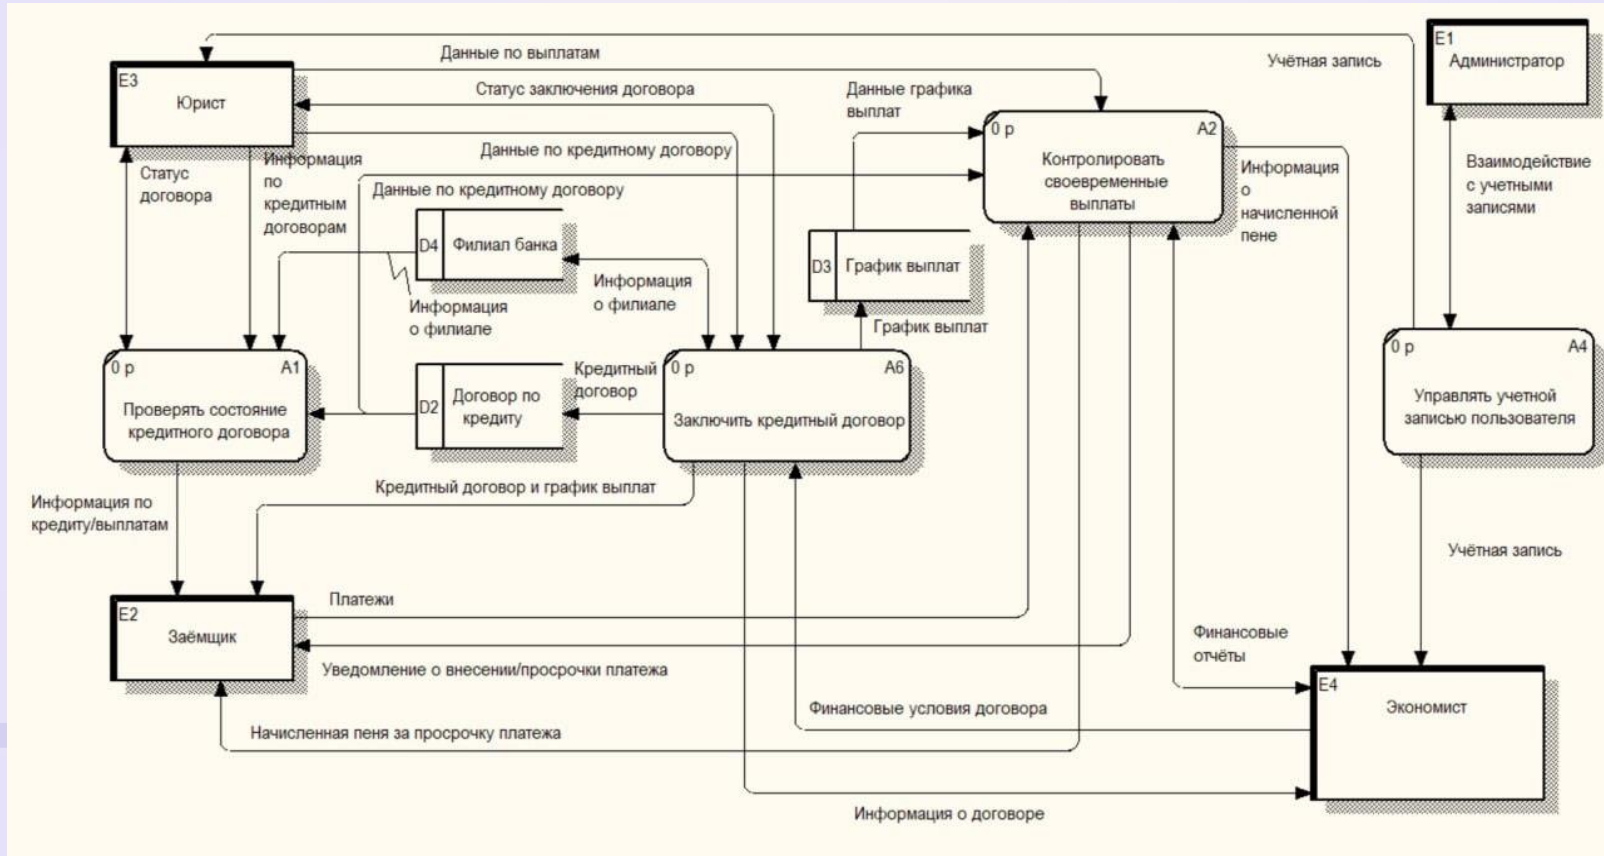 E1
Администратор
Учётная запись
Данные по выплатам
E3
Юрист
Статус заключения договора
Данные графика
выплат
0 р
A2
Контролировать
своевременные
выплаты
Данные по кредитному договору
Информация
по
кредитным
договорам
Статус
договора
Данные по кредитному договору
Информация
о
начисленной
пене
Взаимодействие
с учетными
записями
D4
Филиал банка
D3
График выплат
Информация
о филиале
Информация
о филиале
График выплат
0 р
A1
Проверять состояние
кредитного договора
D2
Договор по
кредиту
Кредитный
договор
0 р
A6
Заключить кредитный договор
0 р
A4
Управлять учетной
записью пользователя
Информация по
кредиту/выплатам
Кредитный договор и график выплат
Учётная запись
E2
Заёмщик
Платежи
Уведомление о внесении/просрочки платежа
Финансовые
отчёты
E4
Экономист
Финансовые условия договора
Начисленная пеня за просрочку платежа
Информация о договоре